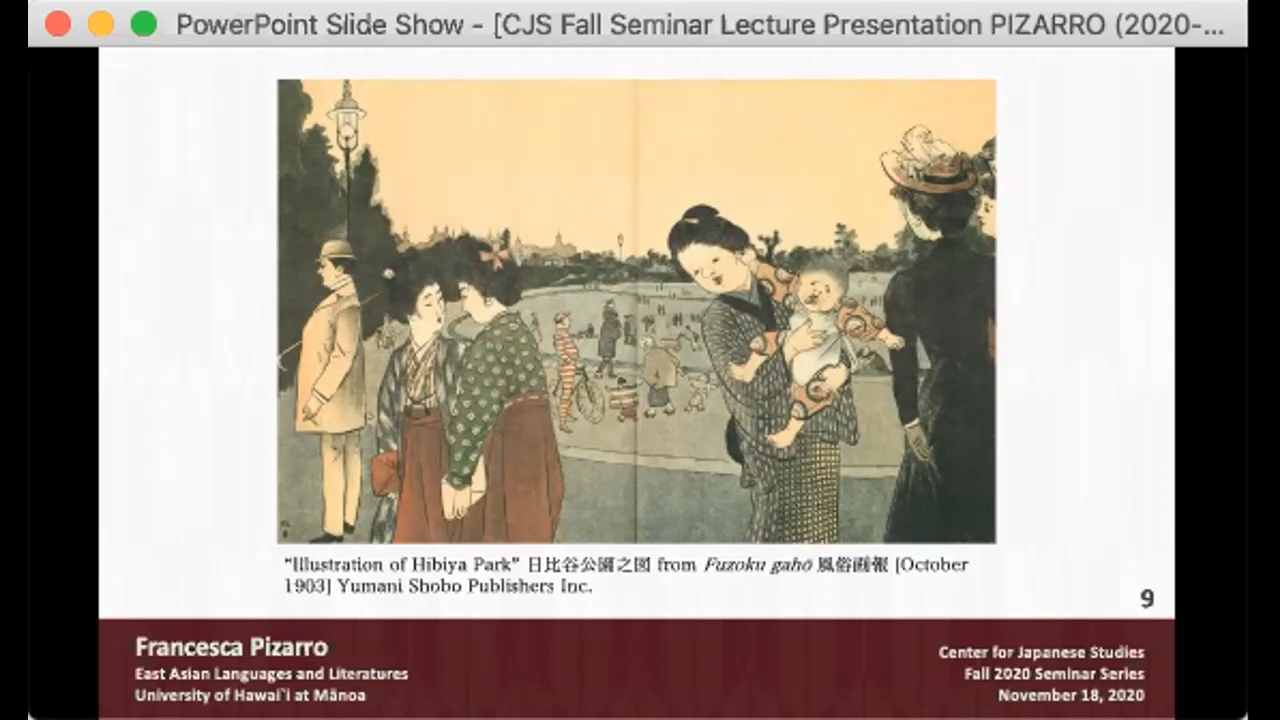 PowerPoint Slide Show - [CJS Fall Seminar Lecture Presentation PIZARRO (2020-...
“Illustration of Hibiya Park” 日比谷公園之図 from Fuzoku gahō 風俗画報 [October
1903] Yumani Shobo Publishers Inc.
9
Francesca Pizarro
East Asian Languages and Literatures
University of Hawai`i at Mānoa
Center for Japanese Studies
Fall 2020 Seminar Series
November 18, 2020